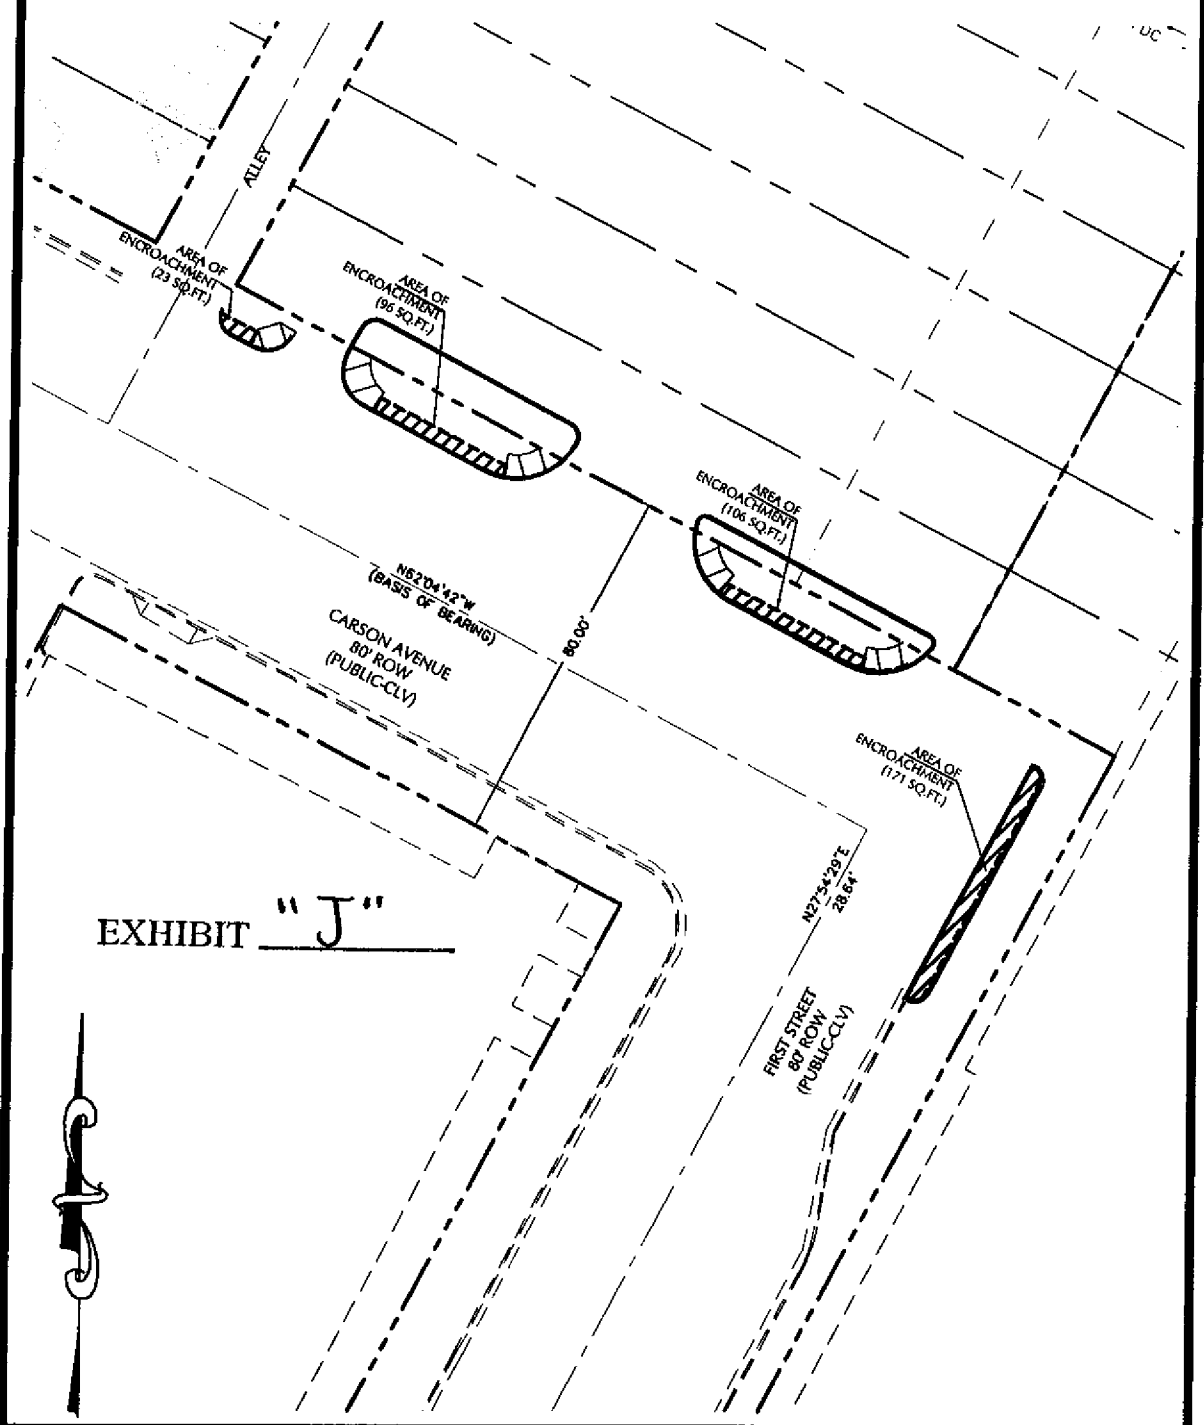 DC
ALLEY
AREA OF
ENCROACHMENT
(23 SQ.FT.)
AREA OF
ENCROACHMENT
(96 SQ.FT.)
AREA OF
ENCROACHMENT
(106 SQ.FT.)
N62°04'42"W
(BASIS OF BEARING)
CARSON AVENUE
80' ROW
(PUBLIC-CLV)
80.00'
AREA OF
ENCROACHMENT
(171 SQ.FT.)
N27°54'29"E
28.64'
EXHIBIT "J"
FIRST STREET
80' ROW
(PUBLIC-CLV)